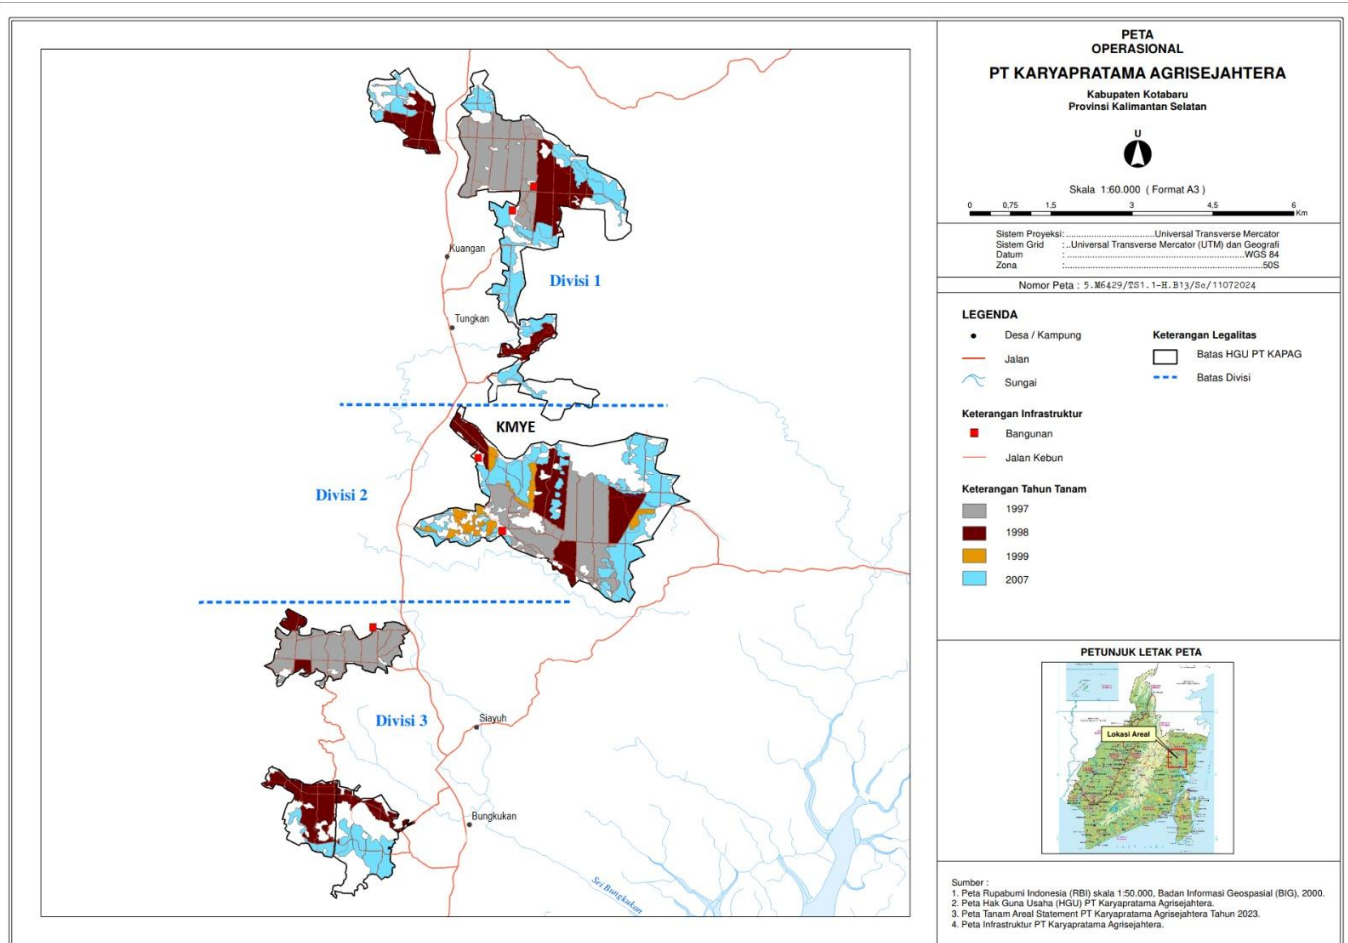 PETA
OPERASIONAL
PT KARYAPRATAMA AGRISEJAHTERA
Kabupaten Kotabaru
Provinsi Kalimantan Selatan
U
Skala 1:60.000 ( Format A3 )
0 0,75 1,5 3 4,5 6
Km
Sistem Proyeksi:................................Universal Transverse Mercator
Sistem Grid :..Universal Transverse Mercator (UTM) dan Geografi
Datum :................................................................WGS 84
Zona :......................................................................50S
Nomor Peta : 5.M6429/TS1.1-H.B13/Se/11072024
LEGENDA
Desa / Kampung
Jalan
Sungai
Keterangan Legalitas
Batas HGU PT KAPAG
Batas Divisi
Keterangan Infrastruktur
Bangunan
Jalan Kebun
Keterangan Tahun Tanam
1997
1998
1999
2007
PETUNJUK LETAK PETA
Lokasi Areal
Sumber :
1. Peta Rupabumi Indonesia (RBI) skala 1:50.000, Badan Informasi Geospasial (BIG), 2000.
2. Peta Hak Guna Usaha (HGU) PT Karyapratama Agrisejahtera.
3. Peta Tanam Areal Statement PT Karyapratama Agrisejahtera Tahun 2023.
4. Peta Infrastruktur PT Karyapratama Agrisejahtera.
Kuangan
Divisi 1
Tungkan
KMYE
Divisi 2
Divisi 3
Siayuh
Bungkukan
Sei Bungkukan